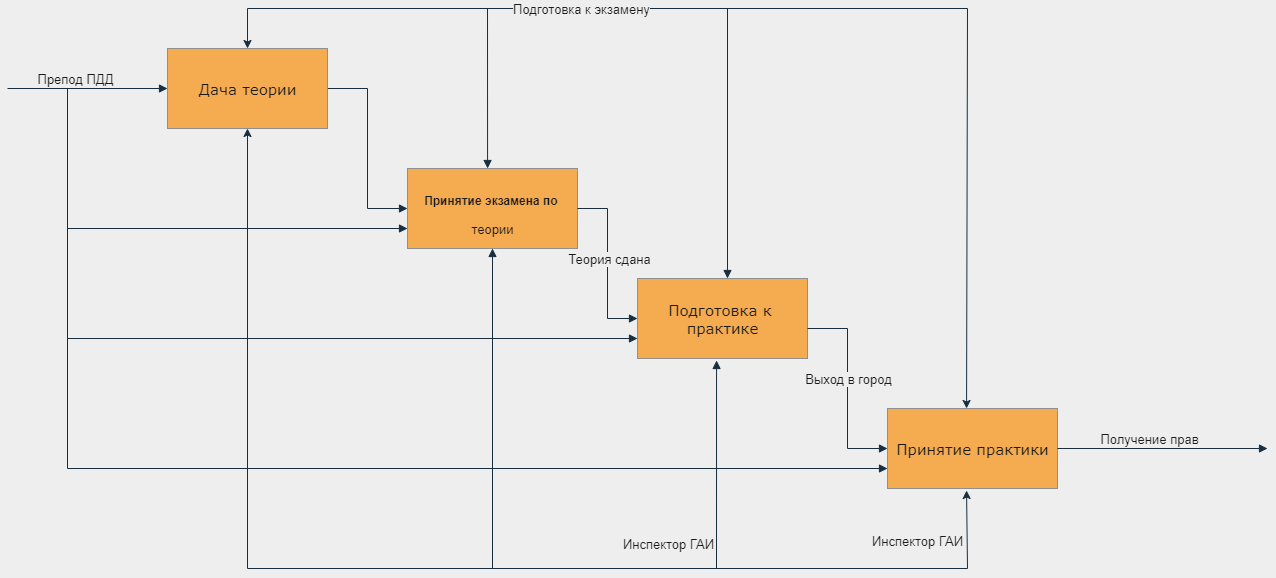 Подготовка к экзамену
Препод ПДД
Дача теории
Принятие экзамена по
теории
Теория сдана
Подготовка к
практике
Выход в город
Принятие практики
Получение прав
Инспектор ГАИ
Инспектор ГАИ